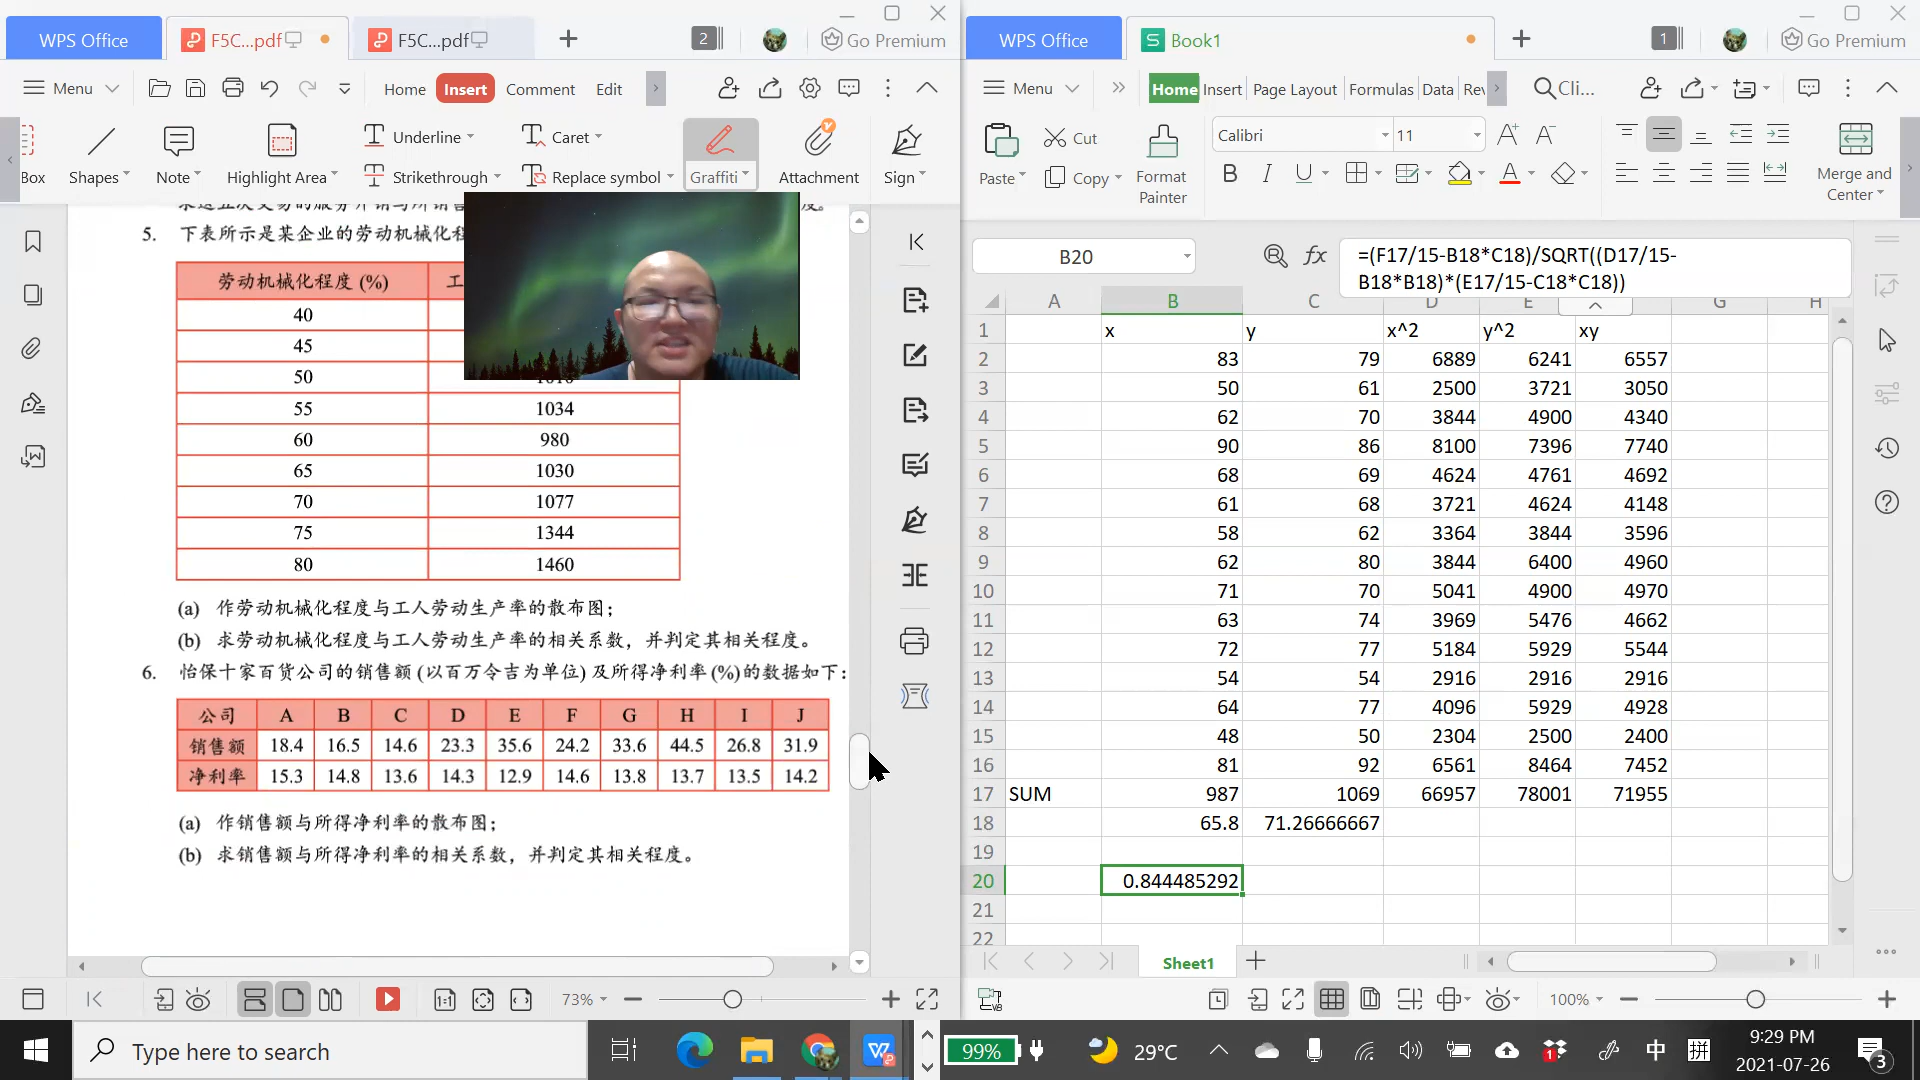 WPS Office
F5C...pdf
F5C...pdf
2
Go Premium
Menu
Home
Insert
Comment
Edit
Box
Shapes
Note
Highlight Area
Underline
Strikethrough
Caret
Replace symbol
Graffiti
Attachment
Sign
5. 下表所示是某企业的劳动机械化程
劳动机械化程度 (%) 工
40
45
50
55 1034
60 980
65 1030
70 1077
75 1344
80 1460
(a) 作劳动机械化程度与工人劳动生产率的散布图；
(b) 求劳动机械化程度与工人劳动生产率的相关系数，并判定其相关程度。
6. 怡保十家百货公司的销售额 (以百万令吉为单位) 及所得净利率 (%) 的数据如下：
公司 A B C D E F G H I J
销售额 18.4 16.5 14.6 23.3 35.6 24.2 33.6 44.5 26.8 31.9
净利率 15.3 14.8 13.6 14.3 12.9 14.6 13.8 13.7 13.5 14.2
(a) 作销售额与所得净利率的散布图；
(b) 求销售额与所得净利率的相关系数，并判定其相关程度。
73%
WPS Office
Book1
1
Go Premium
Menu
Home
Insert
Page Layout
Formulas
Data
Rev
Cli...
Paste
Cut
Copy
Format
Painter
Calibri
11
Merge and
Center
B20
=(F17/15-B18*C18)/SQRT((D17/15-
B18*B18)*(E17/15-C18*C18))
A B C D E G H
1 x y x^2 y^2 xy
2 83 79 6889 6241 6557
3 50 61 2500 3721 3050
4 62 70 3844 4900 4340
5 90 86 8100 7396 7740
6 68 69 4624 4761 4692
7 61 68 3721 4624 4148
8 58 62 3364 3844 3596
9 62 80 3844 6400 4960
10 71 70 5041 4900 4970
11 63 74 3969 5476 4662
12 72 77 5184 5929 5544
13 54 54 2916 2916 2916
14 64 77 4096 5929 4928
15 48 50 2304 2500 2400
16 81 92 6561 8464 7452
17 SUM 987 1069 66957 78001 71955
18 65.8 71.26666667
19
20 0.844485292
21
22
Sheet1
100%
Type here to search
99%
29°C
中
拼
9:29 PM
2021-07-26
3